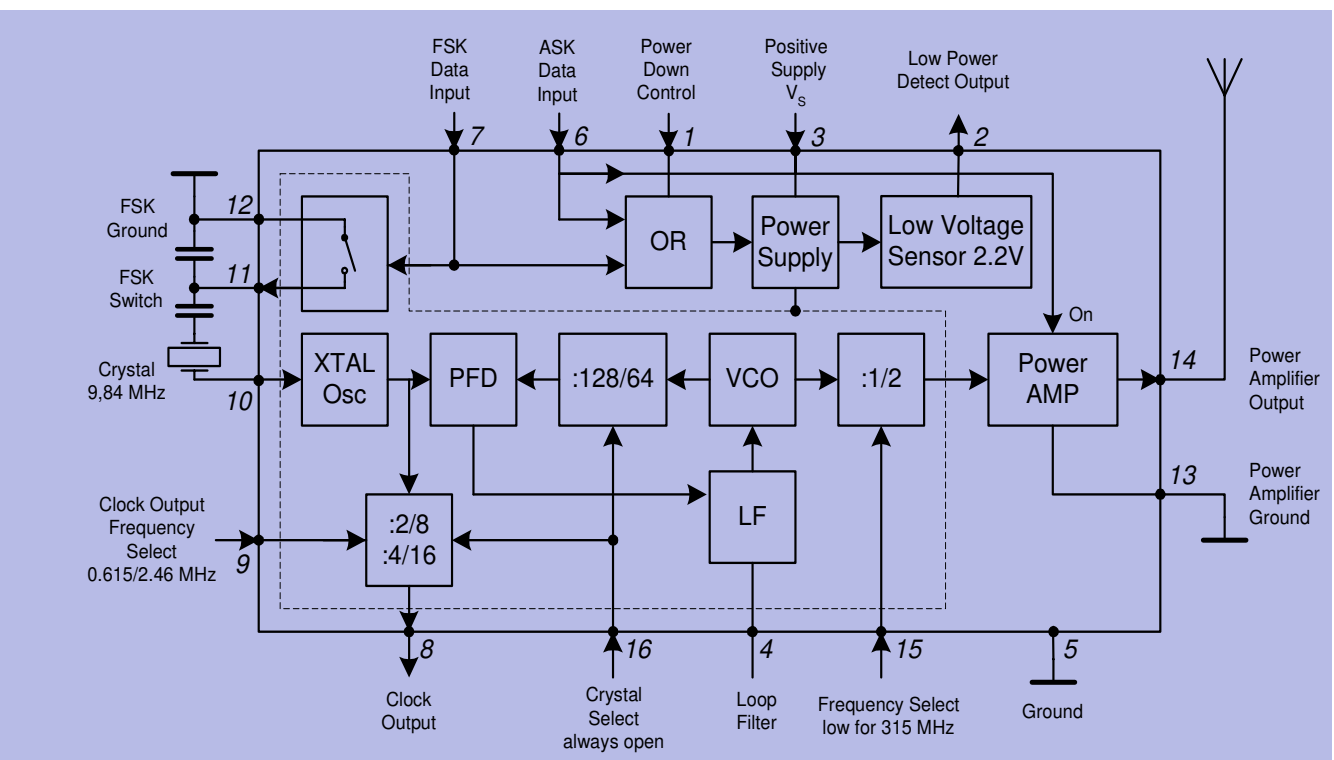 FSK
Data
Input
ASK
Data
Input
Power
Down
Control
Positive
Supply
VS
Low Power
Detect Output
7
6
1
3
2
FSK
Ground
12
OR
Power
Supply
Low Voltage
Sensor 2.2V
FSK
Switch
11
On
Crystal
9,84 MHz
10
XTAL
Osc
PFD
:128/64
VCO
:1/2
Power
AMP
14
Power
Amplifier
Output
Clock Output
Frequency
Select
0.615/2.46 MHz
9
:2/8
:4/16
LF
13
Power
Amplifier
Ground
8
16
4
15
5
Clock
Output
Crystal
Select
always open
Loop
Filter
Frequency Select
low for 315 MHz
Ground